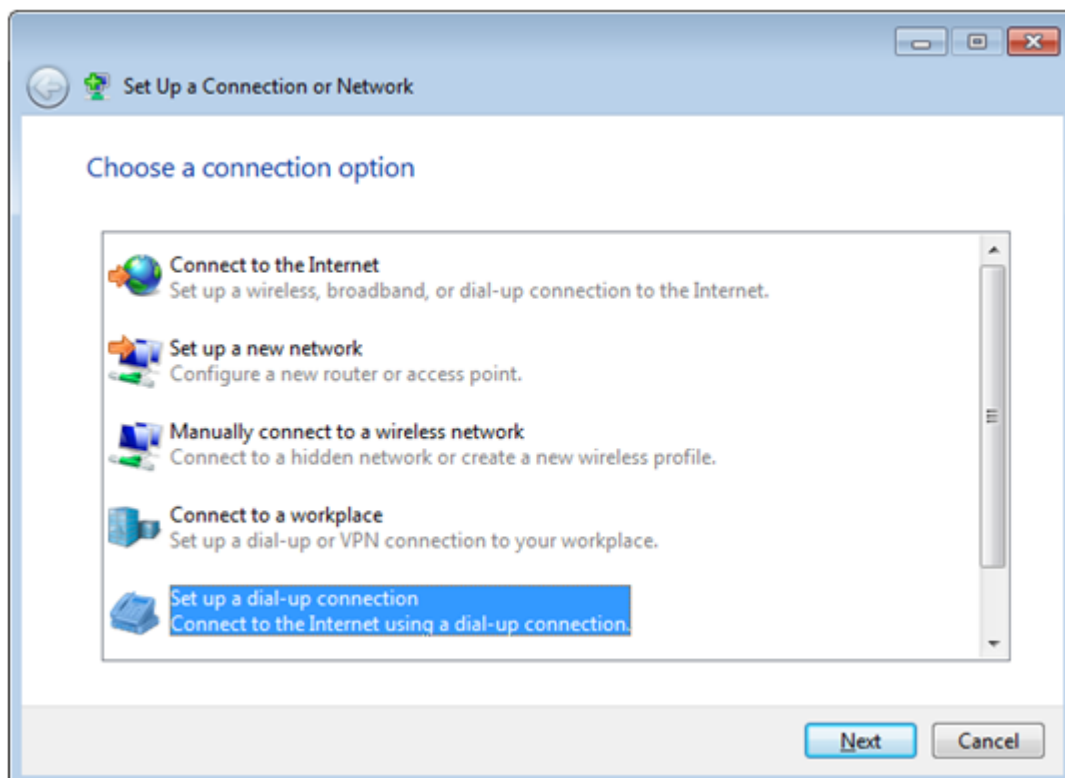 Set Up a Connection or Network
Choose a connection option
Connect to the Internet
Set up a wireless, broadband, or dial-up connection to the Internet.
Set up a new network
Configure a new router or access point.
Manually connect to a wireless network
Connect to a hidden network or create a new wireless profile.
Connect to a workplace
Set up a dial-up or VPN connection to your workplace.
Set up a dial-up connection
Connect to the Internet using a dial-up connection.
Next
Cancel